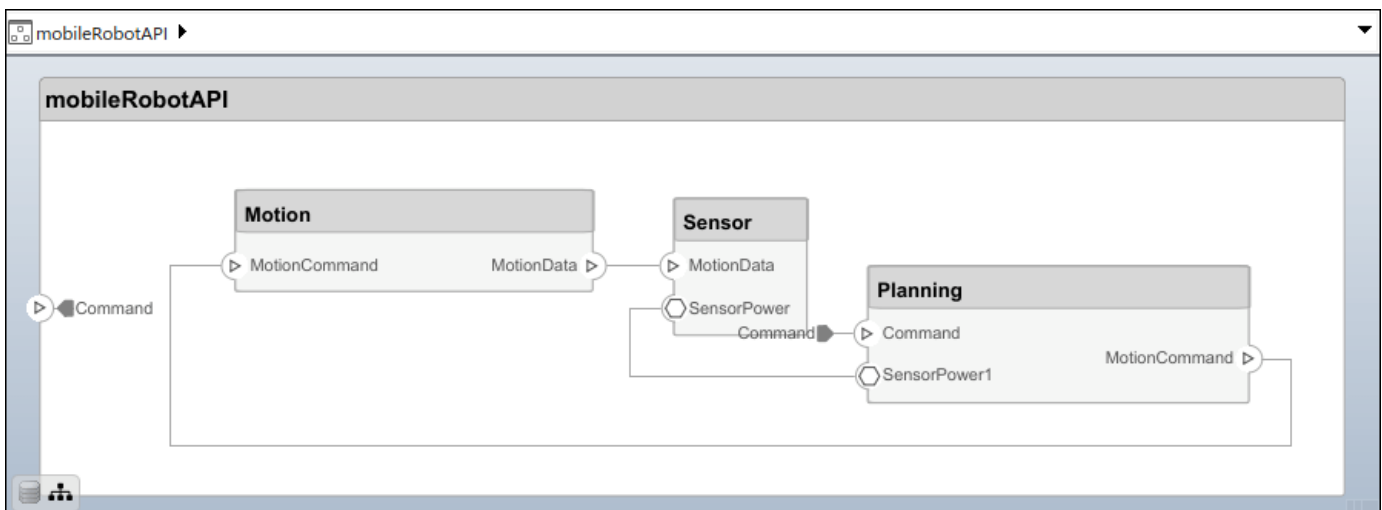 mobileRobotAPI
mobileRobotAPI
Motion
MotionCommand MotionData
Sensor
MotionData
SensorPower
Command
Planning
Command
Command
SensorPower1
MotionCommand